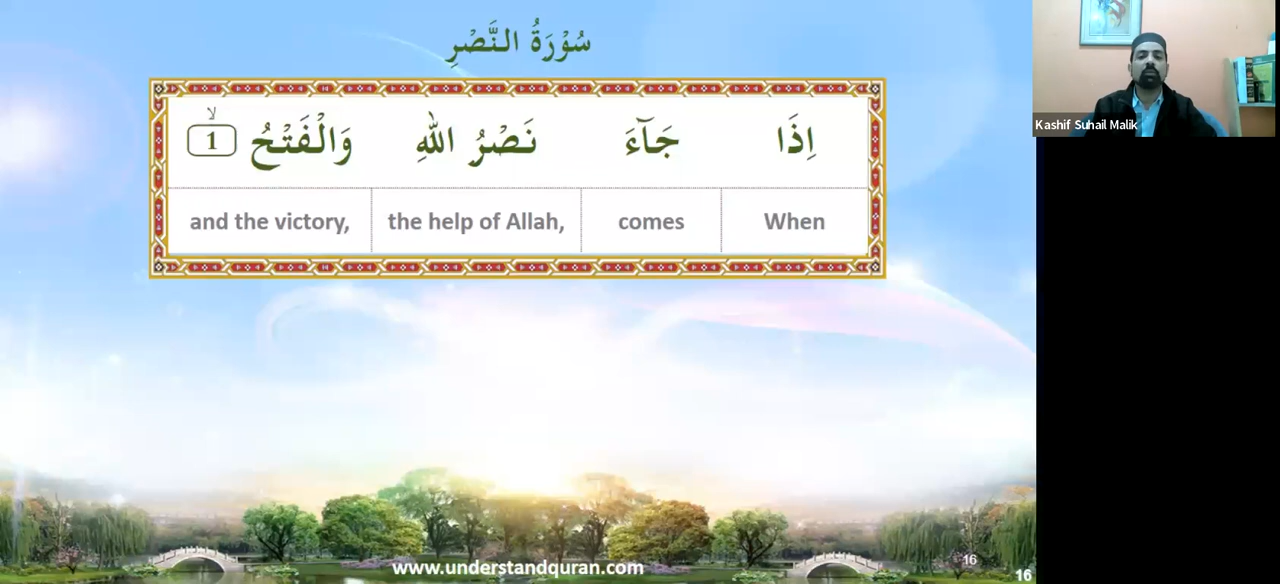 سُوْرَةُ النَّصْرِ
اِذَا جَآءَ نَصْرُ اللّٰهِ وَالْفَتْحُ ۙ 1
When comes the help of Allah, and the victory,
Kashif Suhail Malik
www.understandquran.com
16
16